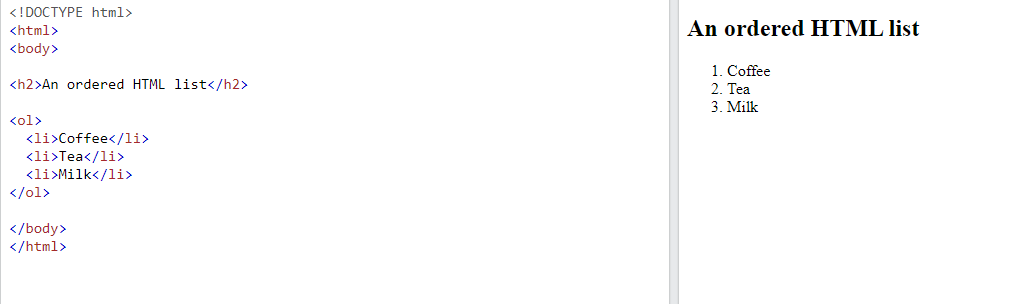 <!DOCTYPE html>
<html>
<body>
<h2>An ordered HTML list</h2>
<ol>
  <li>Coffee</li>
  <li>Tea</li>
  <li>Milk</li>
</ol>
</body>
</html>
An ordered HTML list
1. Coffee
2. Tea
3. Milk